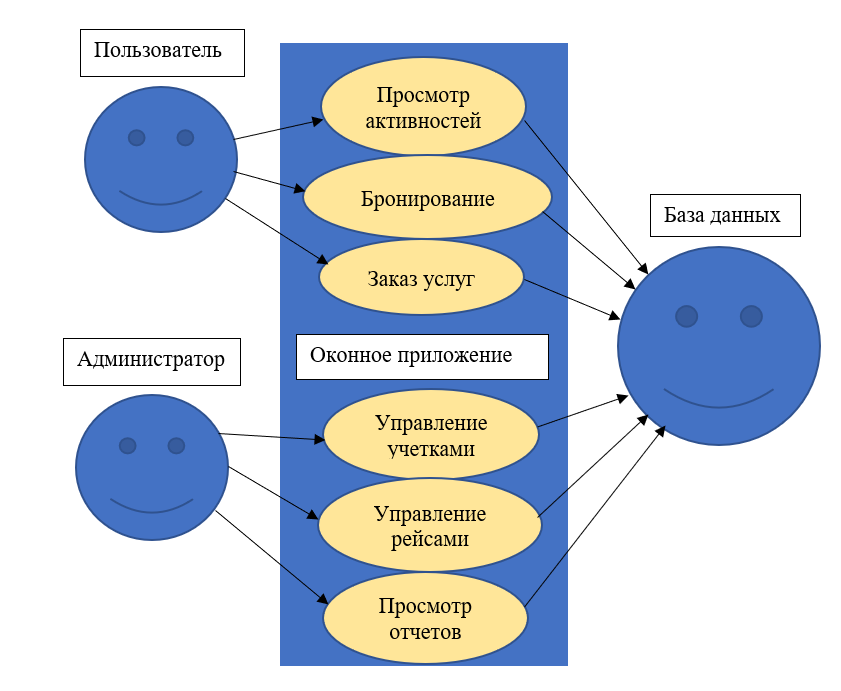 Пользователь
Просмотр
активностей
Бронирование
База данных
Заказ услуг
Администратор
Оконное приложение
Управление
учетками
Управление
рейсами
Просмотр
отчетов